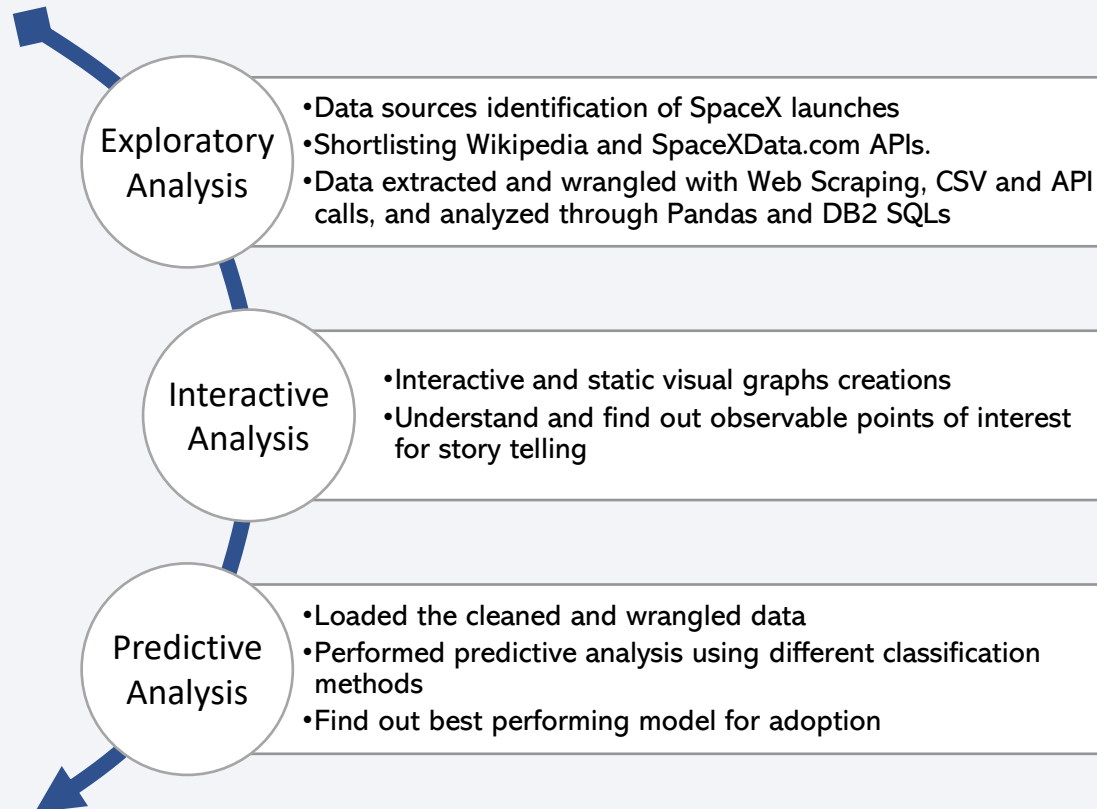 Exploratory
Analysis
•Data sources identification of SpaceX launches
•Shortlisting Wikipedia and SpaceXData.com APIs.
•Data extracted and wrangled with Web Scraping, CSV and API
calls, and analyzed through Pandas and DB2 SQLs
Interactive
Analysis
•Interactive and static visual graphs creations
•Understand and find out observable points of interest
for story telling
Predictive
Analysis
•Loaded the cleaned and wrangled data
•Performed predictive analysis using different classification
methods
•Find out best performing model for adoption